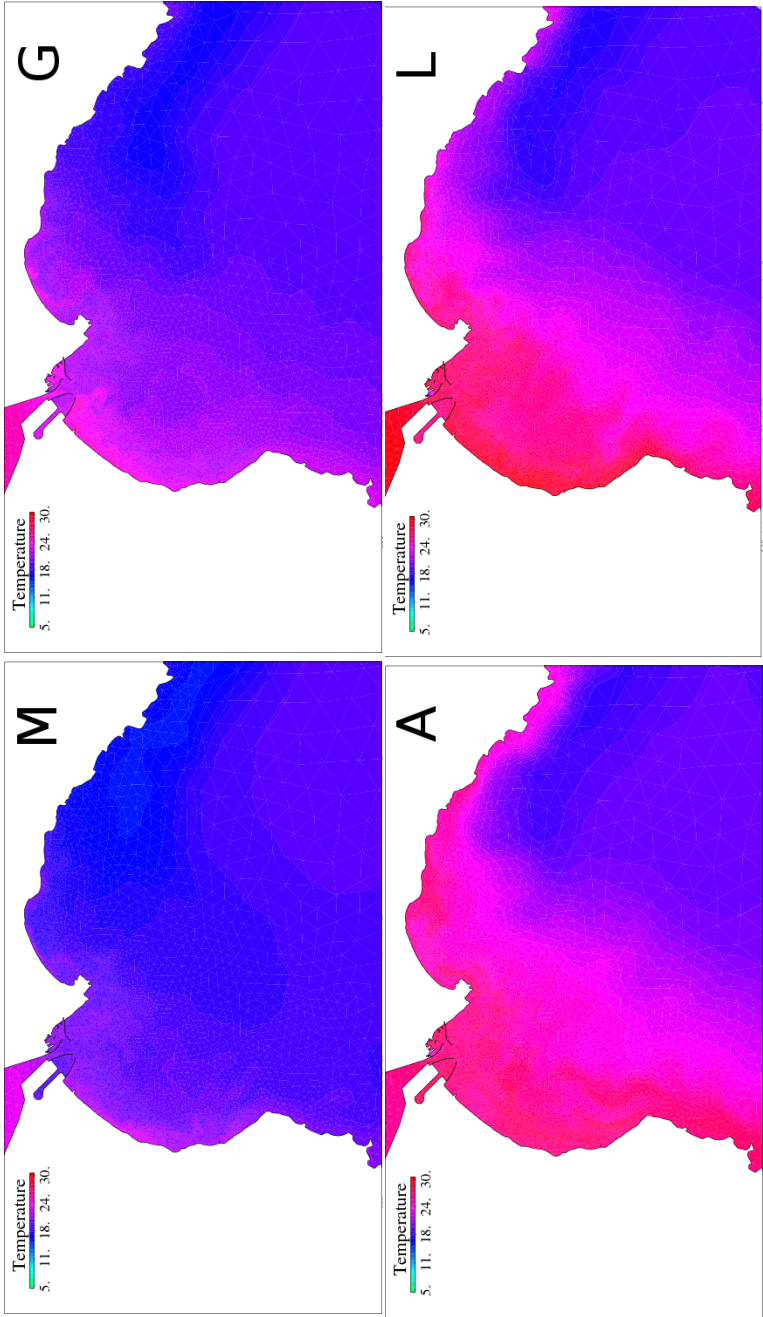 M
Temperature
5. 11. 18. 24. 30.
G
Temperature
5. 11. 18. 24. 30.
A
Temperature
5. 11. 18. 24. 30.
L
Temperature
5. 11. 18. 24. 30.